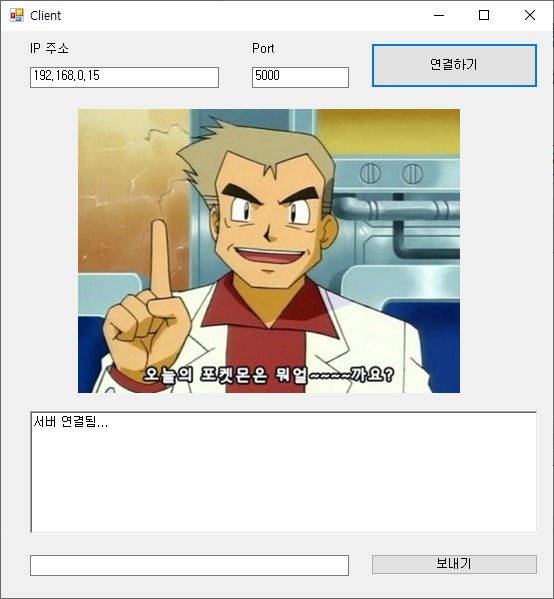 Client
IP 주소
Port
192,168,0,15
5000
연결하기
오늘의 포켓몬은 뭐얼~~~~까요?
서버 연결됨...
보내기